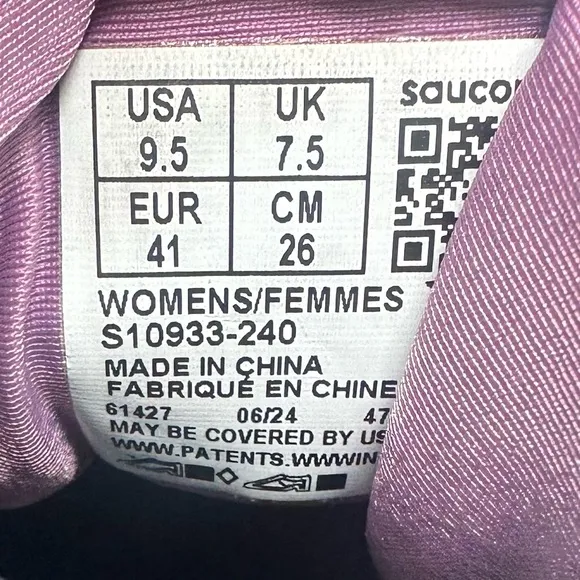 USA UK
9.5 7.5
EUR CM
41 26
saucon
WOMENS/FEMMES
S10933-240
MADE IN CHINA
FABRIQUÉ EN CHINE
61427 06/24 47
MAY BE COVERED BY US
WWW.PATENTS.WWWIN